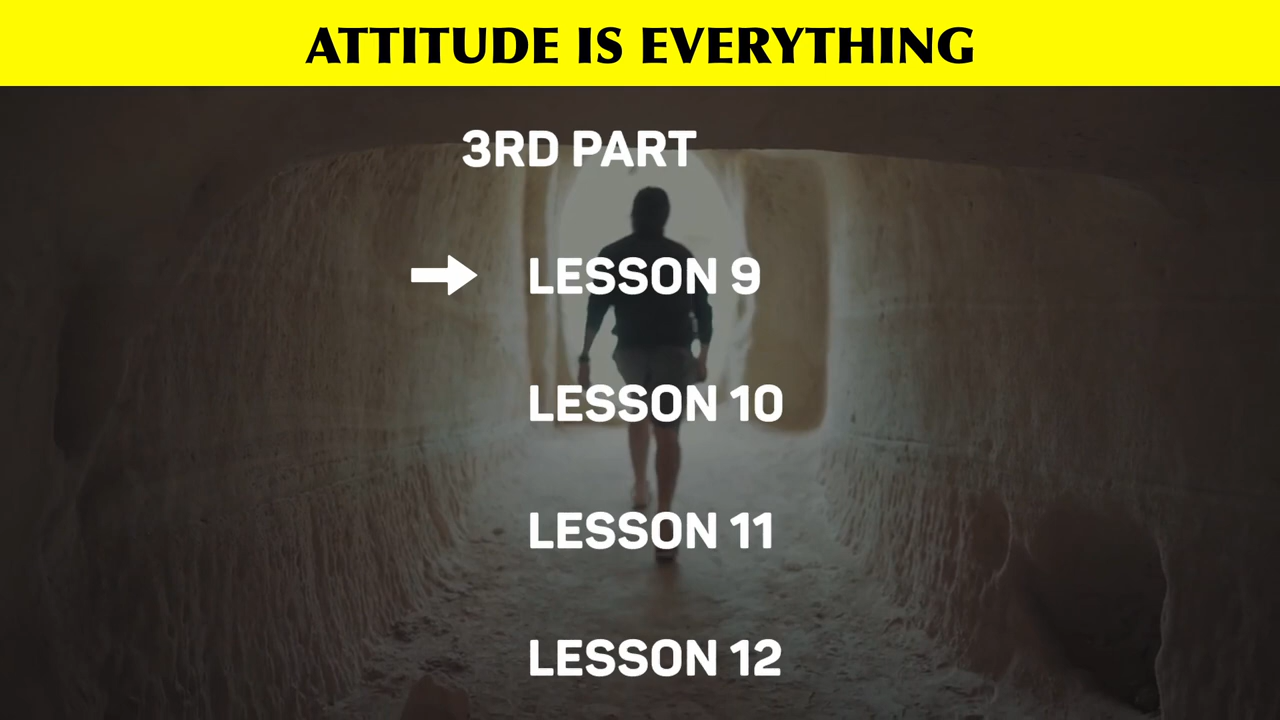 ATTITUDE IS EVERYTHING
3RD PART
LESSON 9
LESSON 10
LESSON 11
LESSON 12